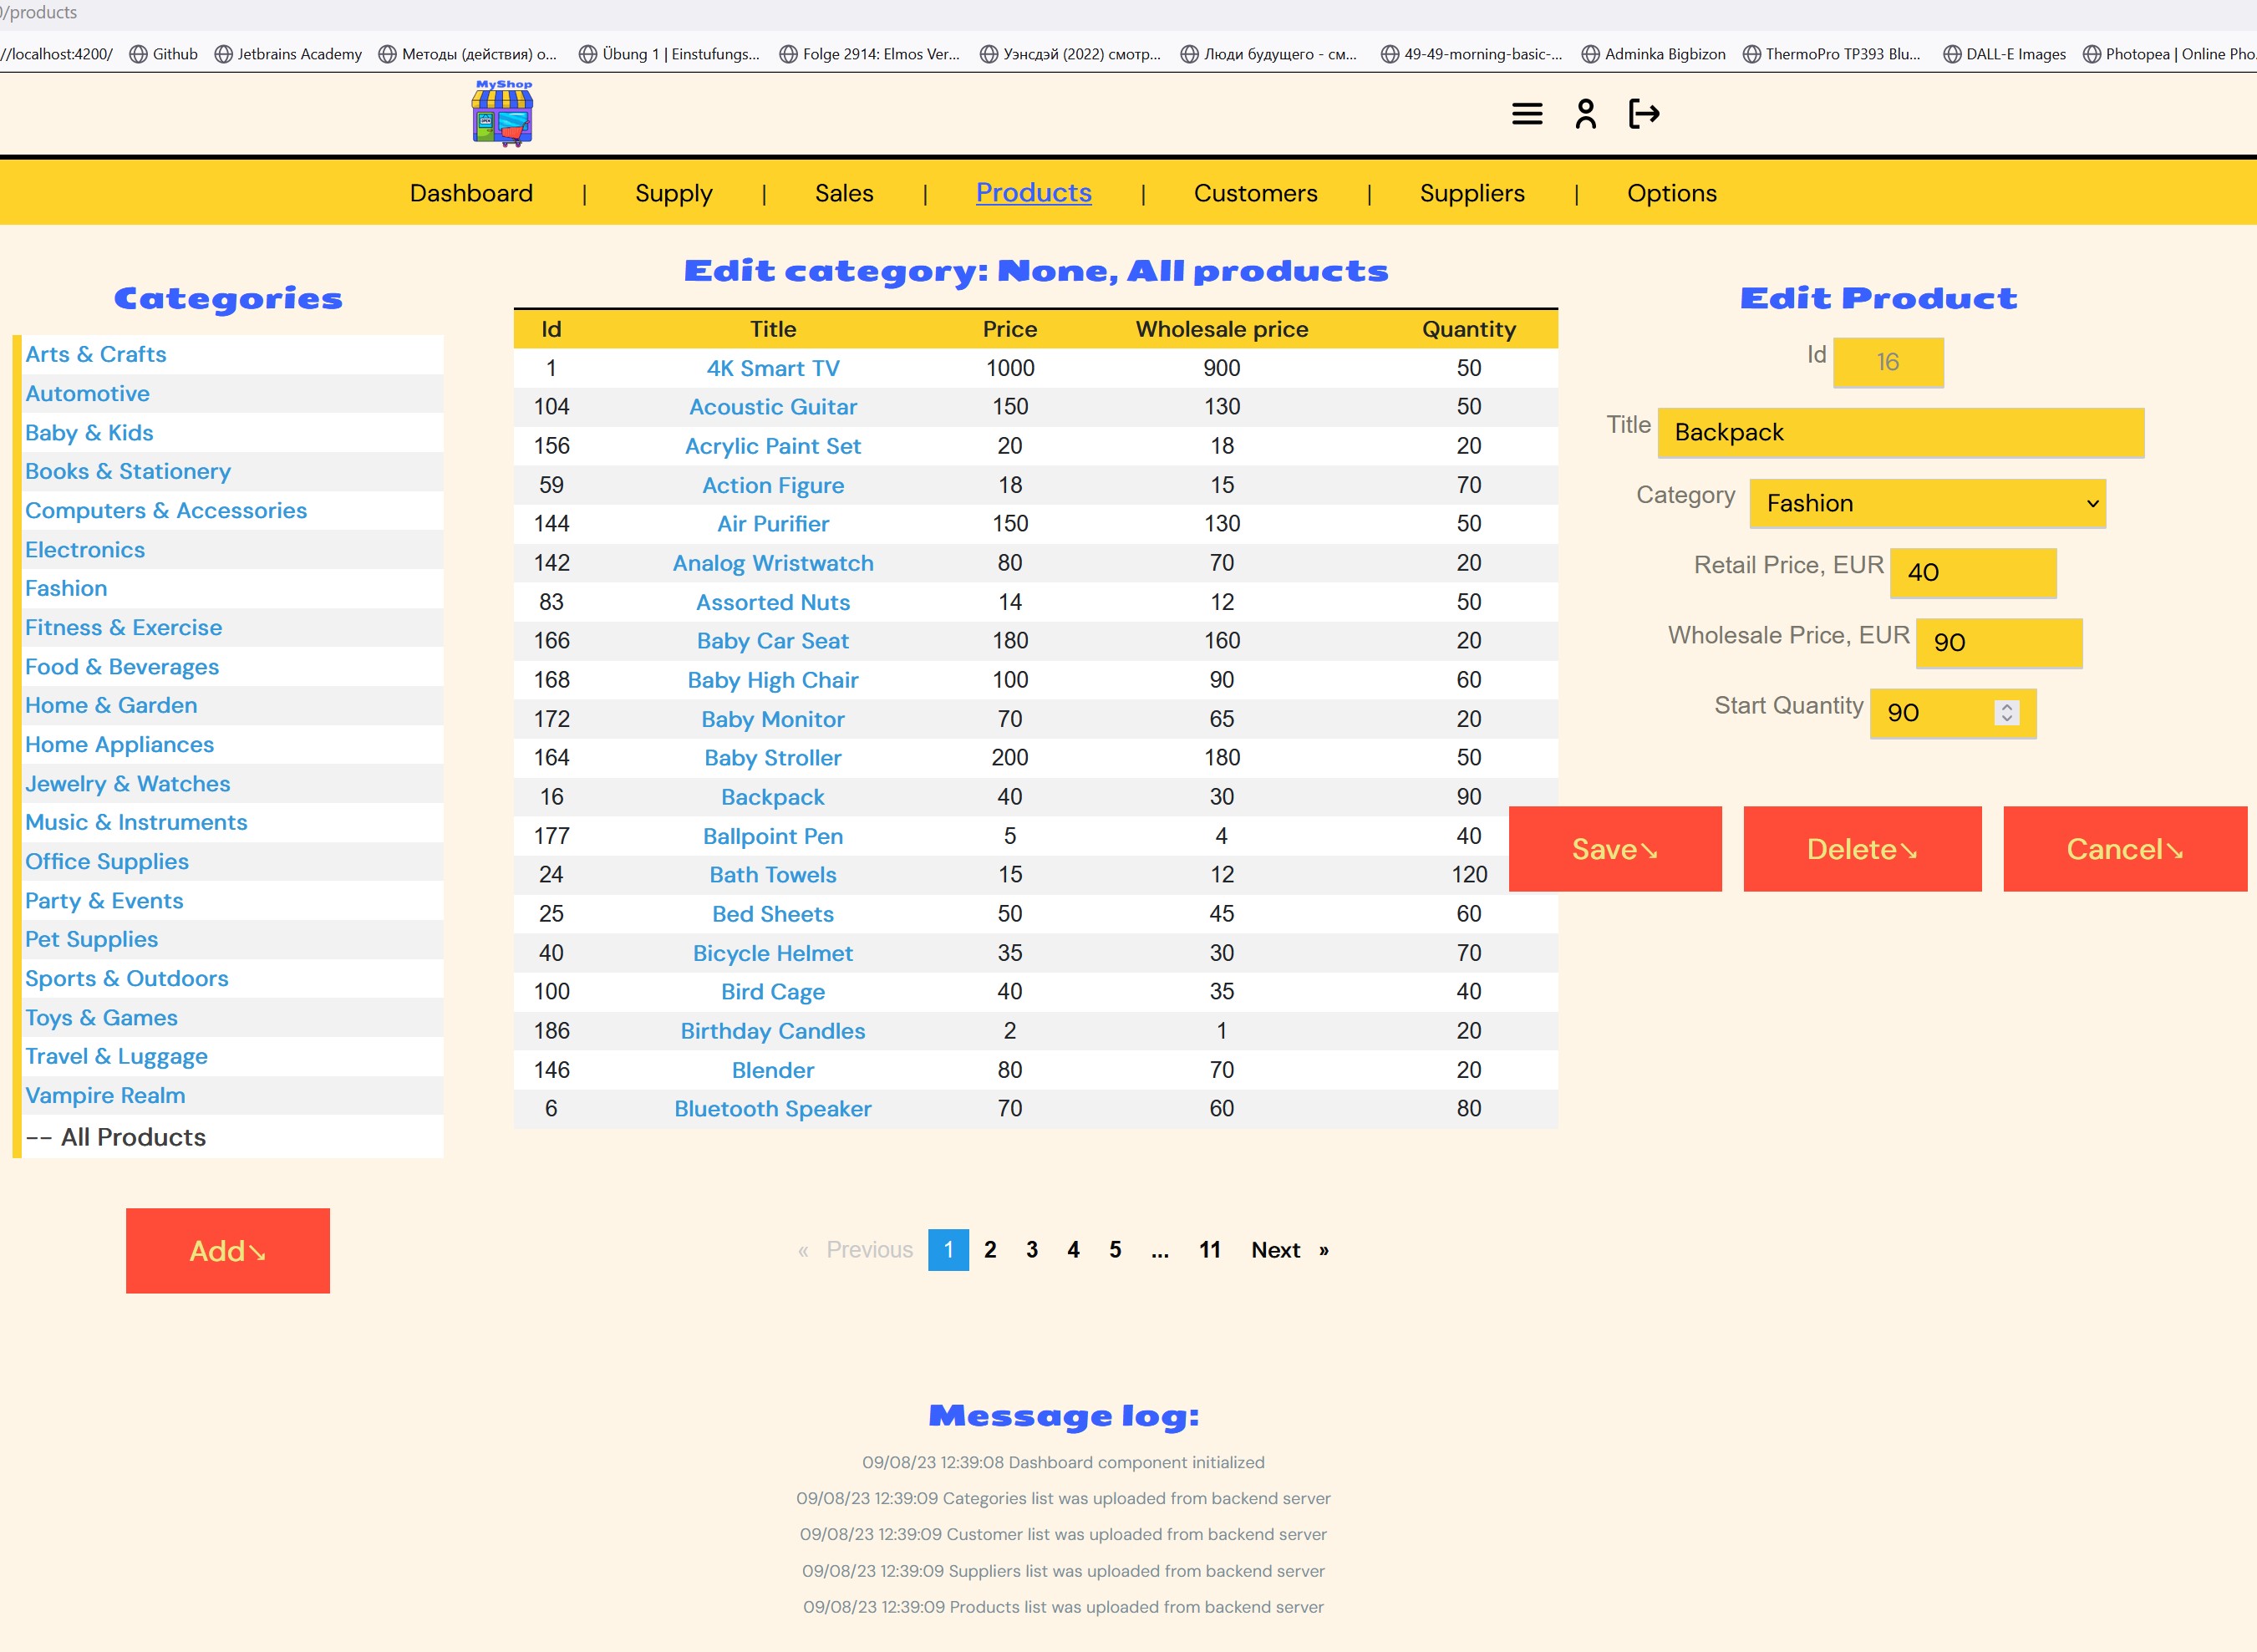 /products
//localhost:4200/ Github Jetbrains Academy Методы (действия) о... Übung 1 | Einstufungs... Folge 2914: Elmos Ver... Уэнсдэй (2022) смотр... Люди будущего - см... 49-49-morning-basic-... Adminka Bigbizon ThermoPro TP393 Blu... DALL-E Images Photopea | Online Pho
MyShop
OPEN
Dashboard | Supply | Sales | Products | Customers | Suppliers | Options
Categories
Arts & Crafts
Automotive
Baby & Kids
Books & Stationery
Computers & Accessories
Electronics
Fashion
Fitness & Exercise
Food & Beverages
Home & Garden
Home Appliances
Jewelry & Watches
Music & Instruments
Office Supplies
Party & Events
Pet Supplies
Sports & Outdoors
Toys & Games
Travel & Luggage
Vampire Realm
-- All Products
Add↘
Edit category: None, All products
Id Title Price Wholesale price Quantity
1 4K Smart TV 1000 900 50
104 Acoustic Guitar 150 130 50
156 Acrylic Paint Set 20 18 20
59 Action Figure 18 15 70
144 Air Purifier 150 130 50
142 Analog Wristwatch 80 70 20
83 Assorted Nuts 14 12 50
166 Baby Car Seat 180 160 20
168 Baby High Chair 100 90 60
172 Baby Monitor 70 65 20
164 Baby Stroller 200 180 50
16 Backpack 40 30 90
177 Ballpoint Pen 5 4 40
24 Bath Towels 15 12 120
25 Bed Sheets 50 45 60
40 Bicycle Helmet 35 30 70
100 Bird Cage 40 35 40
186 Birthday Candles 2 1 20
146 Blender 80 70 20
6 Bluetooth Speaker 70 60 80
« Previous 1 2 3 4 5 ... 11 Next »
Edit Product
Id 16
Title Backpack
Category Fashion
Retail Price, EUR 40
Wholesale Price, EUR 90
Start Quantity 90
Save↘ Delete↘ Cancel↘
Message log:
09/08/23 12:39:08 Dashboard component initialized
09/08/23 12:39:09 Categories list was uploaded from backend server
09/08/23 12:39:09 Customer list was uploaded from backend server
09/08/23 12:39:09 Suppliers list was uploaded from backend server
09/08/23 12:39:09 Products list was uploaded from backend server